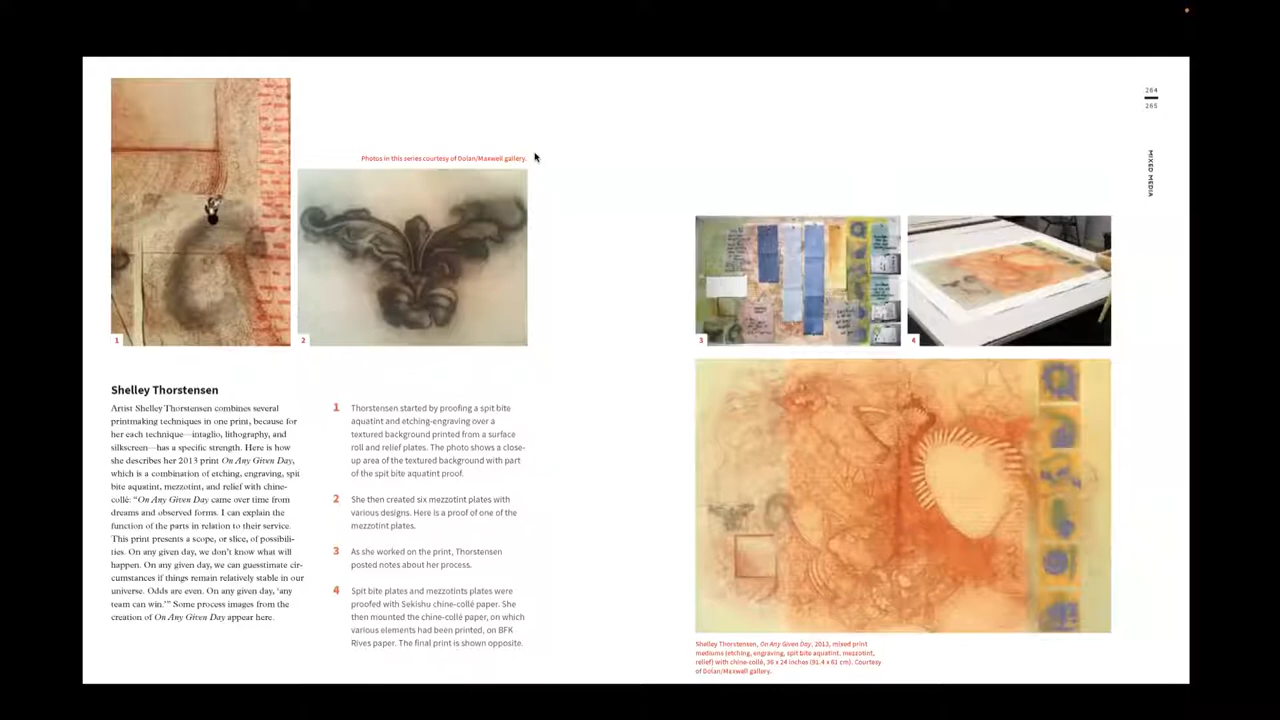 264
265
MIXED MEDIA
Photos in this series courtesy of Dolan/Maxwell gallery.
1
2
3
4
Shelley Thorstensen
Artist Shelley Thorstensen combines several
printmaking techniques in one print, because for
her each technique—intaglio, lithography, and
silkscreen—has a specific strength. Here is how
she describes her 2013 print On Any Given Day,
which is a combination of etching, engraving, spit
bite aquatint, mezzotint, and relief with chine-
collé: “On Any Given Day came over time from
dreams and observed forms. I can explain the
function of the parts in relation to their service.
This print presents a scope, or slice, of possibili-
ties. On any given day, we don’t know what will
happen. On any given day, we can guesstimate cir-
cumstances if things remain relatively stable in our
universe. Odds are even. On any given day, ‘any
team can win.’” Some process images from the
creation of On Any Given Day appear here.
1 Thorstensen started by proofing a spit bite
aquatint and etching-engraving over a
textured background printed from a surface
roll and relief plates. The photo shows a close-
up area of the textured background with part
of the spit bite aquatint proof.
2 She then created six mezzotint plates with
various designs. Here is a proof of one of the
mezzotint plates.
3 As she worked on the print, Thorstensen
posted notes about her process.
4 Spit bite plates and mezzotints plates were
proofed with Sekishu chine-collé paper. She
then mounted the chine-collé paper, on which
various elements had been printed, on BFK
Rives paper. The final print is shown opposite.
Shelley Thorstensen, On Any Given Day, 2013, mixed print
mediums (etching, engraving, spit bite aquatint, mezzotint,
relief) with chine-collé, 36 x 24 inches (91.4 x 61 cm). Courtesy
of Dolan/Maxwell gallery.